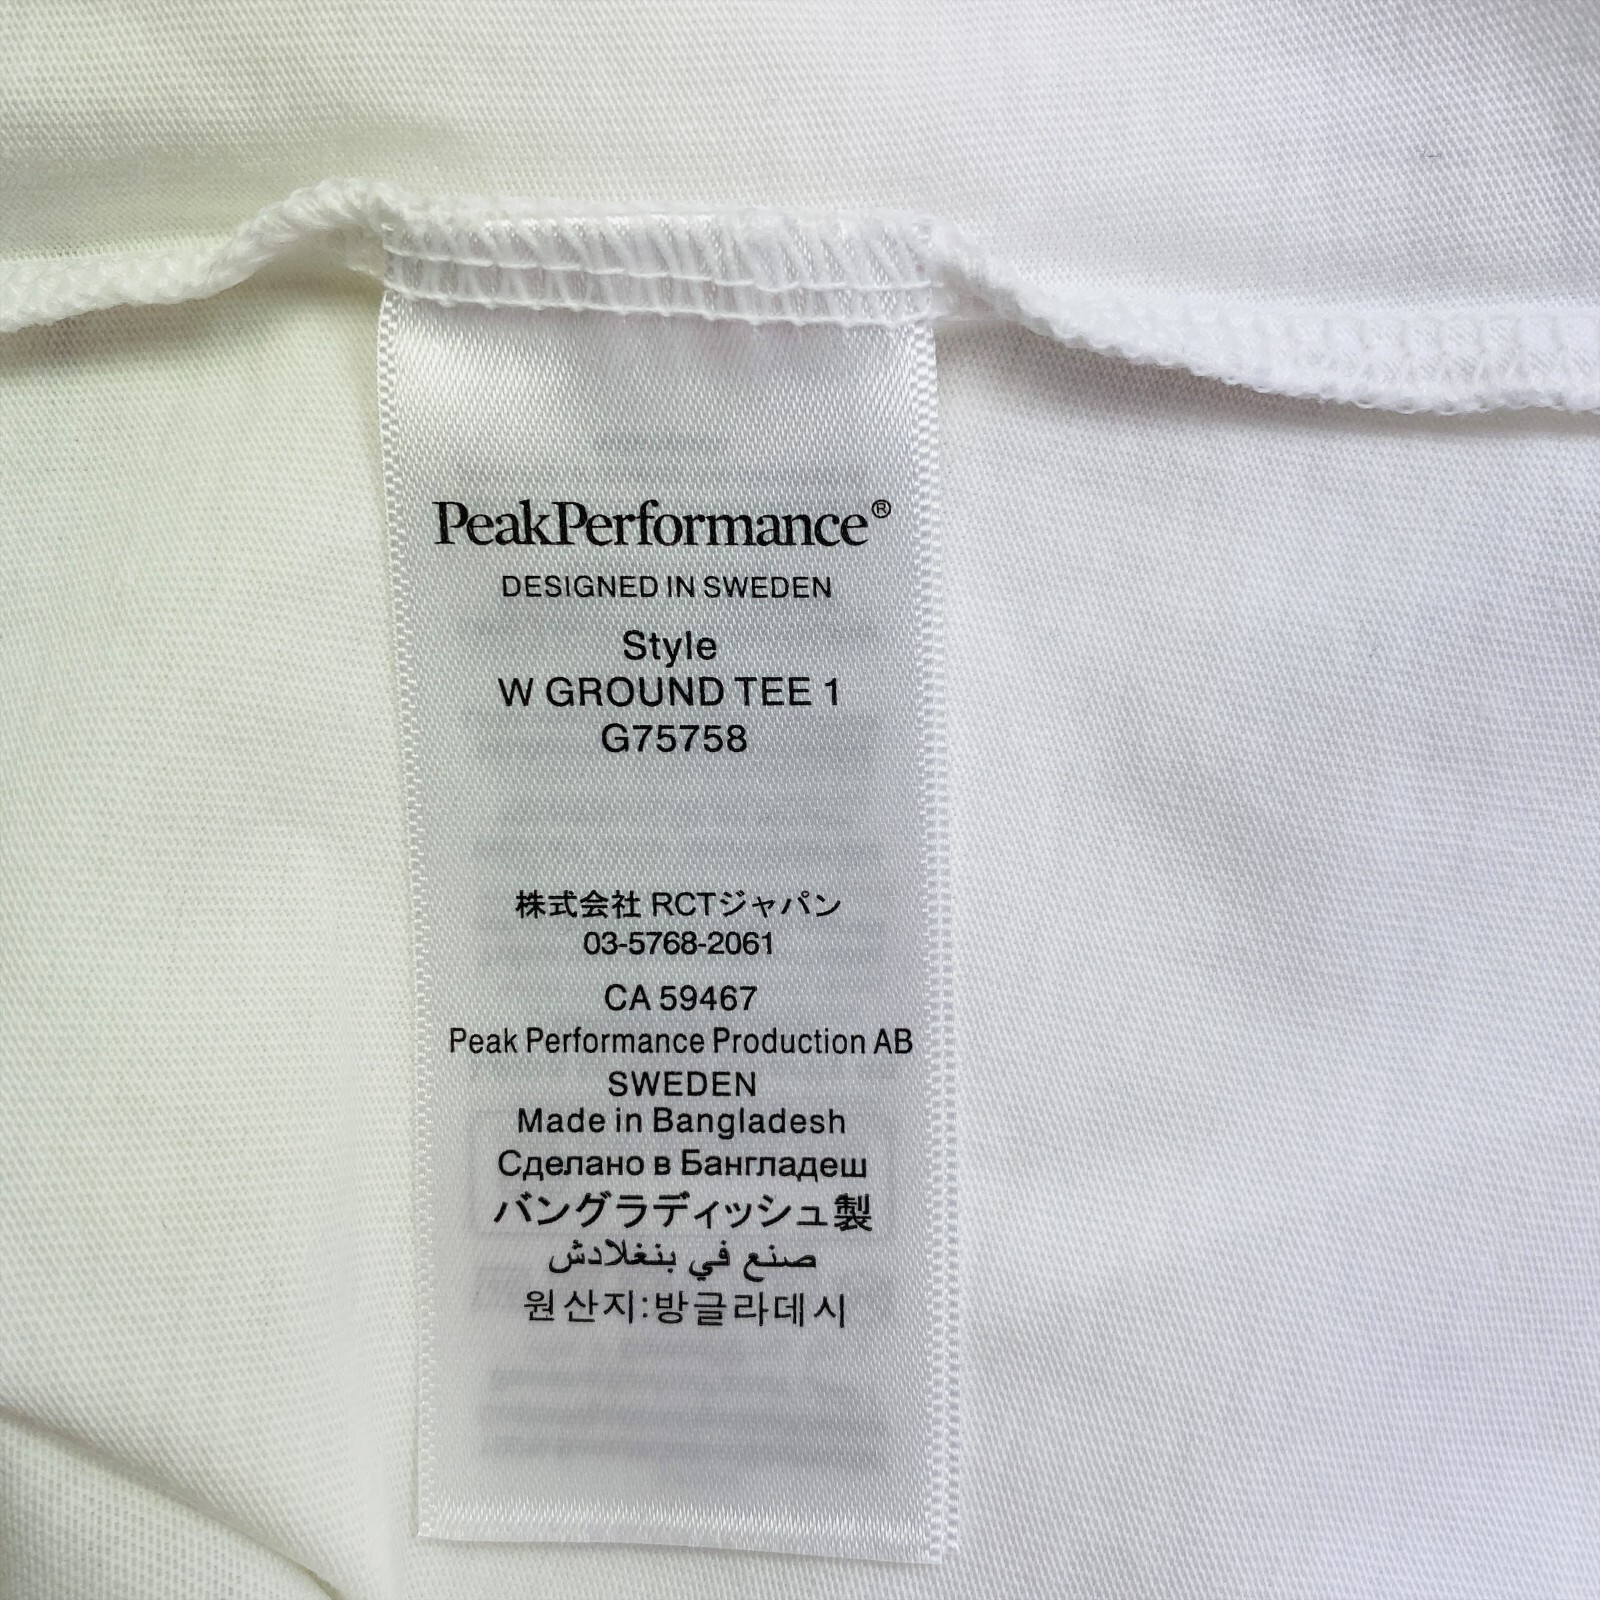 PeakPerformance®
DESIGNED IN SWEDEN
Style
W GROUND TEE 1
G75758
株式会社 RCTジャパン
03-5768-2061
CA 59467
Peak Performance Production AB
SWEDEN
Made in Bangladesh
Сделано в Бангладеш
バングラディッシュ製
صنع في بنغلادش
원산지:방글라데시